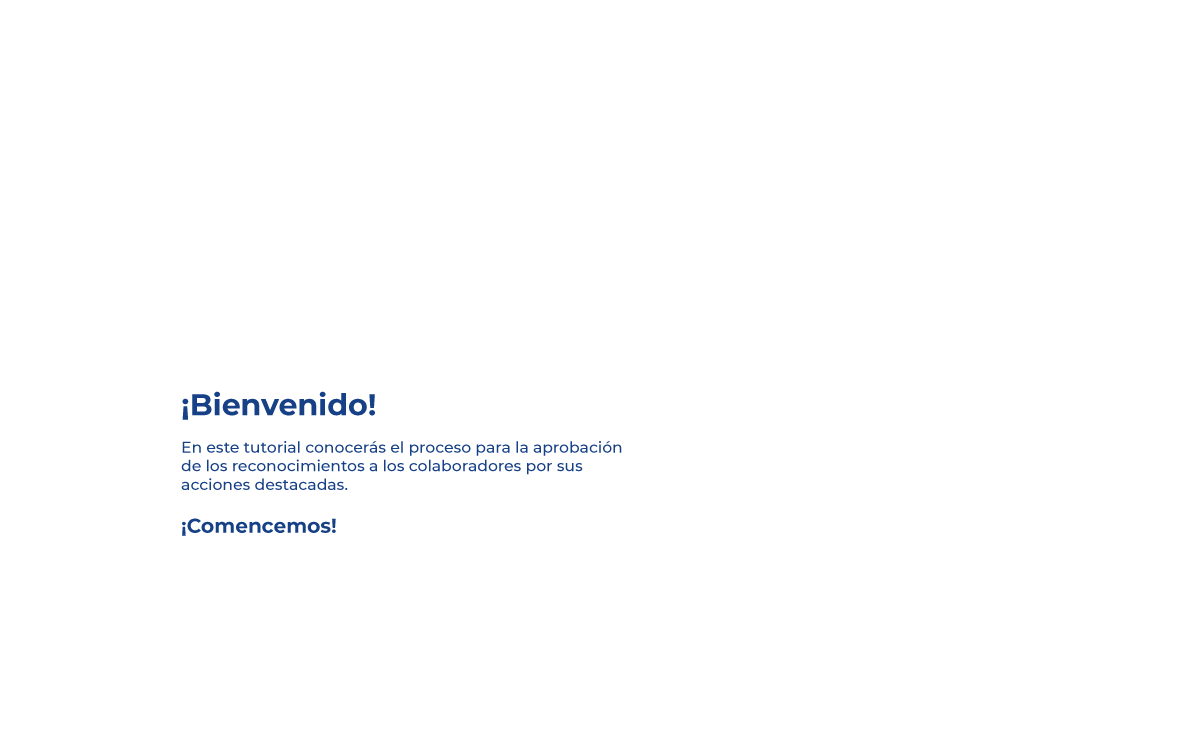 ¡Bienvenido!
En este tutorial conocerás el proceso para la aprobación
de los reconocimientos a los colaboradores por sus
acciones destacadas.
¡Comencemos!